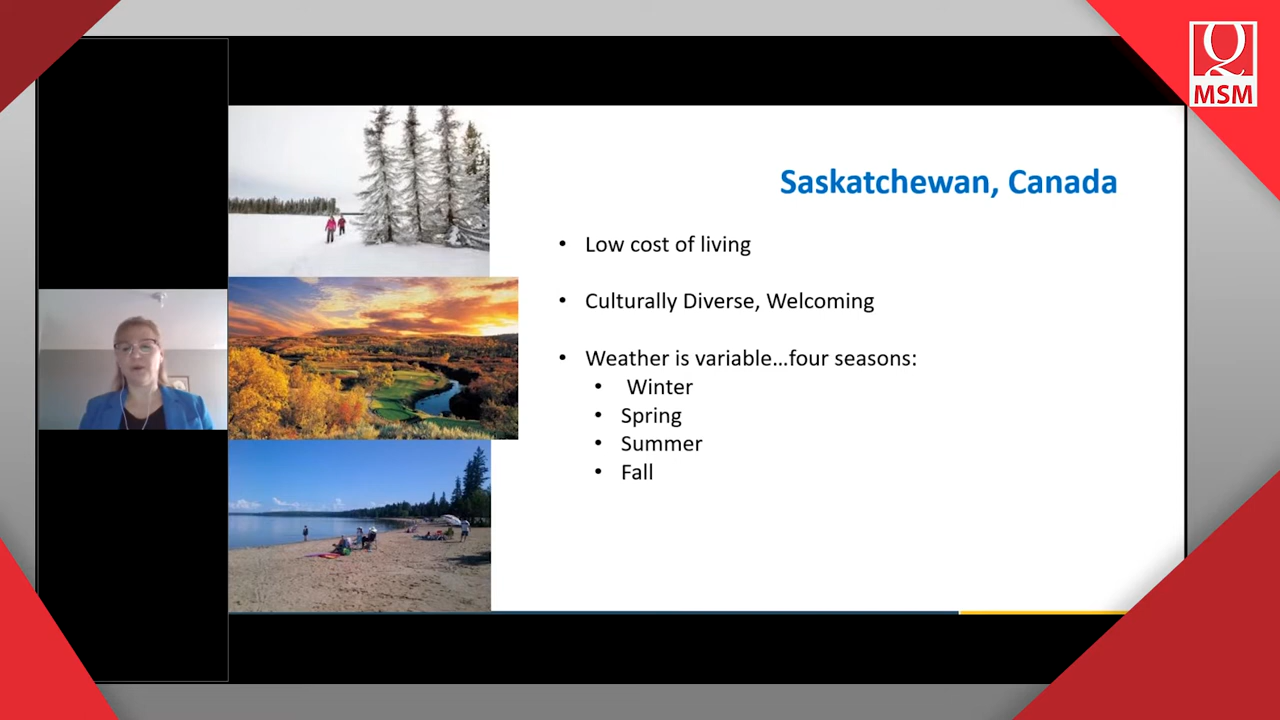 MSM
Saskatchewan, Canada
• Low cost of living
• Culturally Diverse, Welcoming
• Weather is variable...four seasons:
• Winter
• Spring
• Summer
• Fall